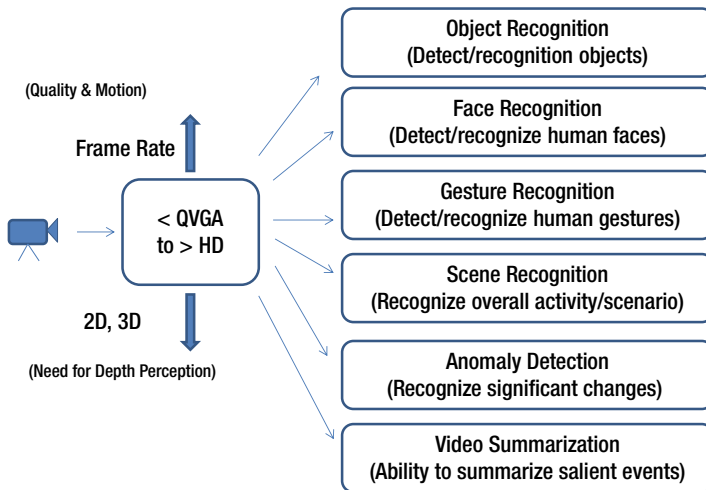 (Quality & Motion)
Frame Rate
< QVGA
to > HD
2D, 3D
(Need for Depth Perception)
Object Recognition
(Detect/recognition objects)
Face Recognition
(Detect/recognize human faces)
Gesture Recognition
(Detect/recognize human gestures)
Scene Recognition
(Recognize overall activity/scenario)
Anomaly Detection
(Recognize significant changes)
Video Summarization
(Ability to summarize salient events)